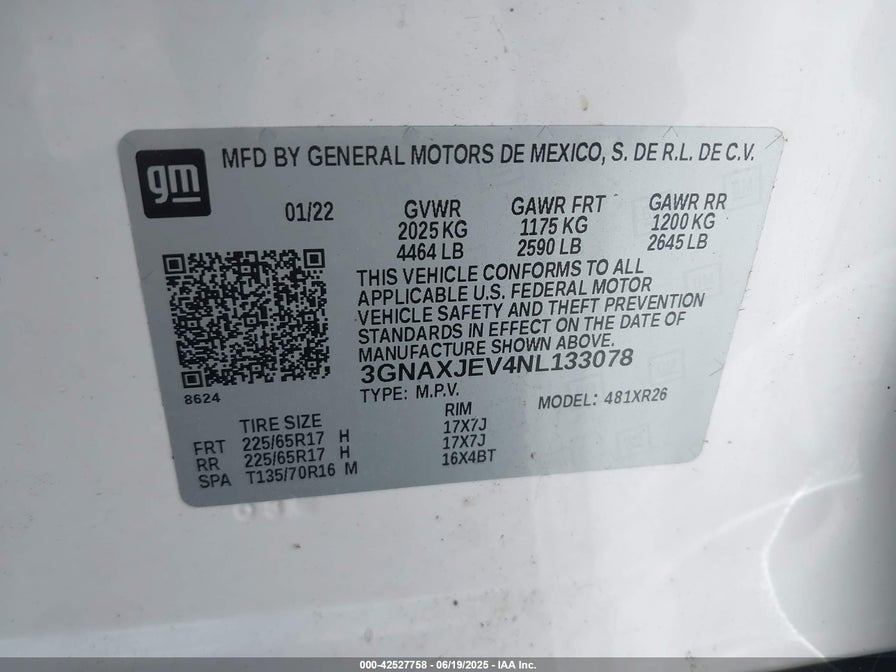 gm
MFD BY GENERAL MOTORS DE MEXICO, S. DE R.L. DE C.V.
01/22 GVWR GAWR FRT GAWR RR
2025 KG 1175 KG 1200 KG
4464 LB 2590 LB 2645 LB
THIS VEHICLE CONFORMS TO ALL
APPLICABLE U.S. FEDERAL MOTOR
VEHICLE SAFETY AND THEFT PREVENTION
STANDARDS IN EFFECT ON THE DATE OF
MANUFACTURE SHOWN ABOVE.
3GNAXJEV4NL133078
8624
TYPE: M.P.V. MODEL: 481XR26
TIRE SIZE RIM
FRT 225/65R17 H 17X7J
RR 225/65R17 H 17X7J
SPA T135/70R16 M 16X4BT
000-42527758 - 06/19/2025 - IAA Inc.